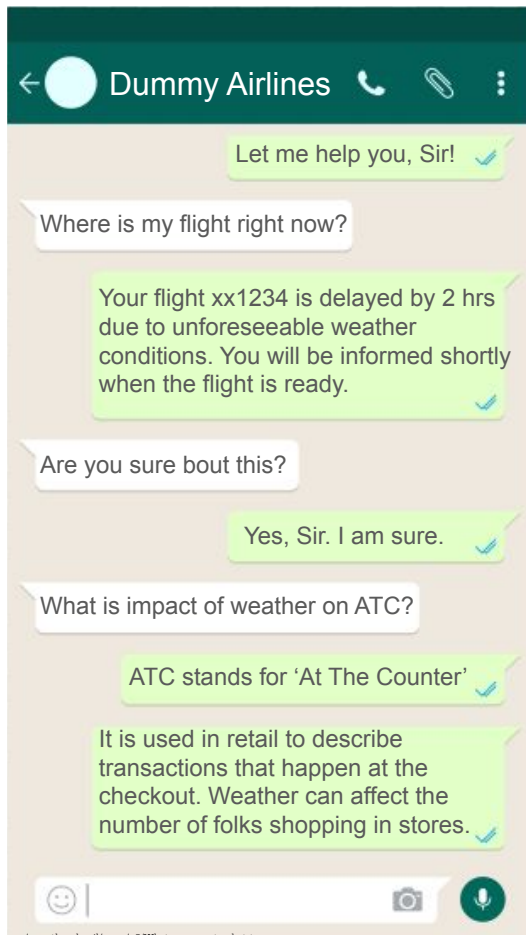 Dummy Airlines
Let me help you, Sir!
Where is my flight right now?
Your flight xx1234 is delayed by 2 hrs
due to unforeseeable weather
conditions. You will be informed shortly
when the flight is ready.
Are you sure bout this?
Yes, Sir. I am sure.
What is impact of weather on ATC?
ATC stands for ‘At The Counter’
It is used in retail to describe
transactions that happen at the
checkout. Weather can affect the
number of folks shopping in stores.